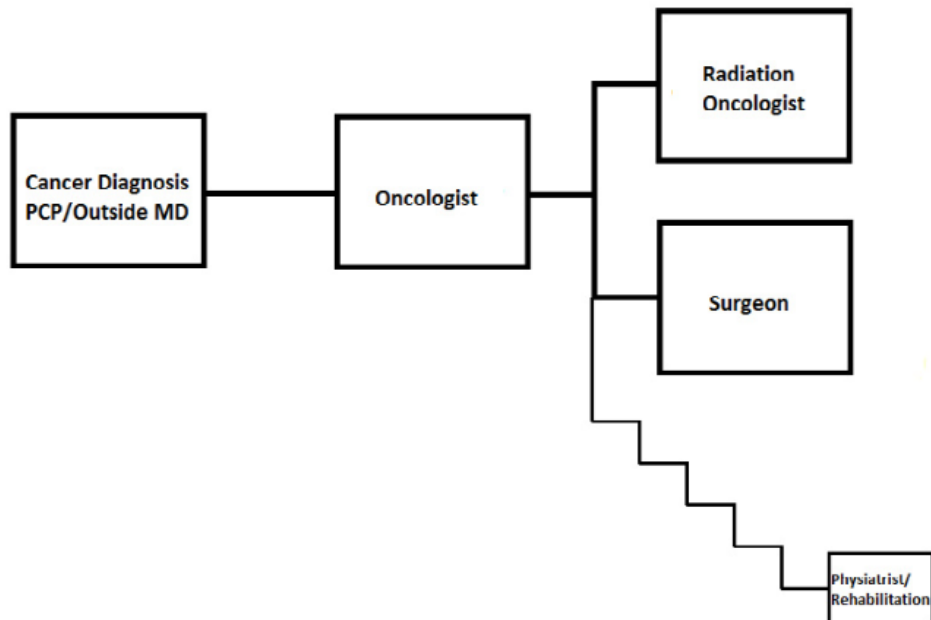 Cancer Diagnosis
PCP/Outside MD
Oncologist
Radiation
Oncologist
Surgeon
Physiatrist/
Rehabilitation